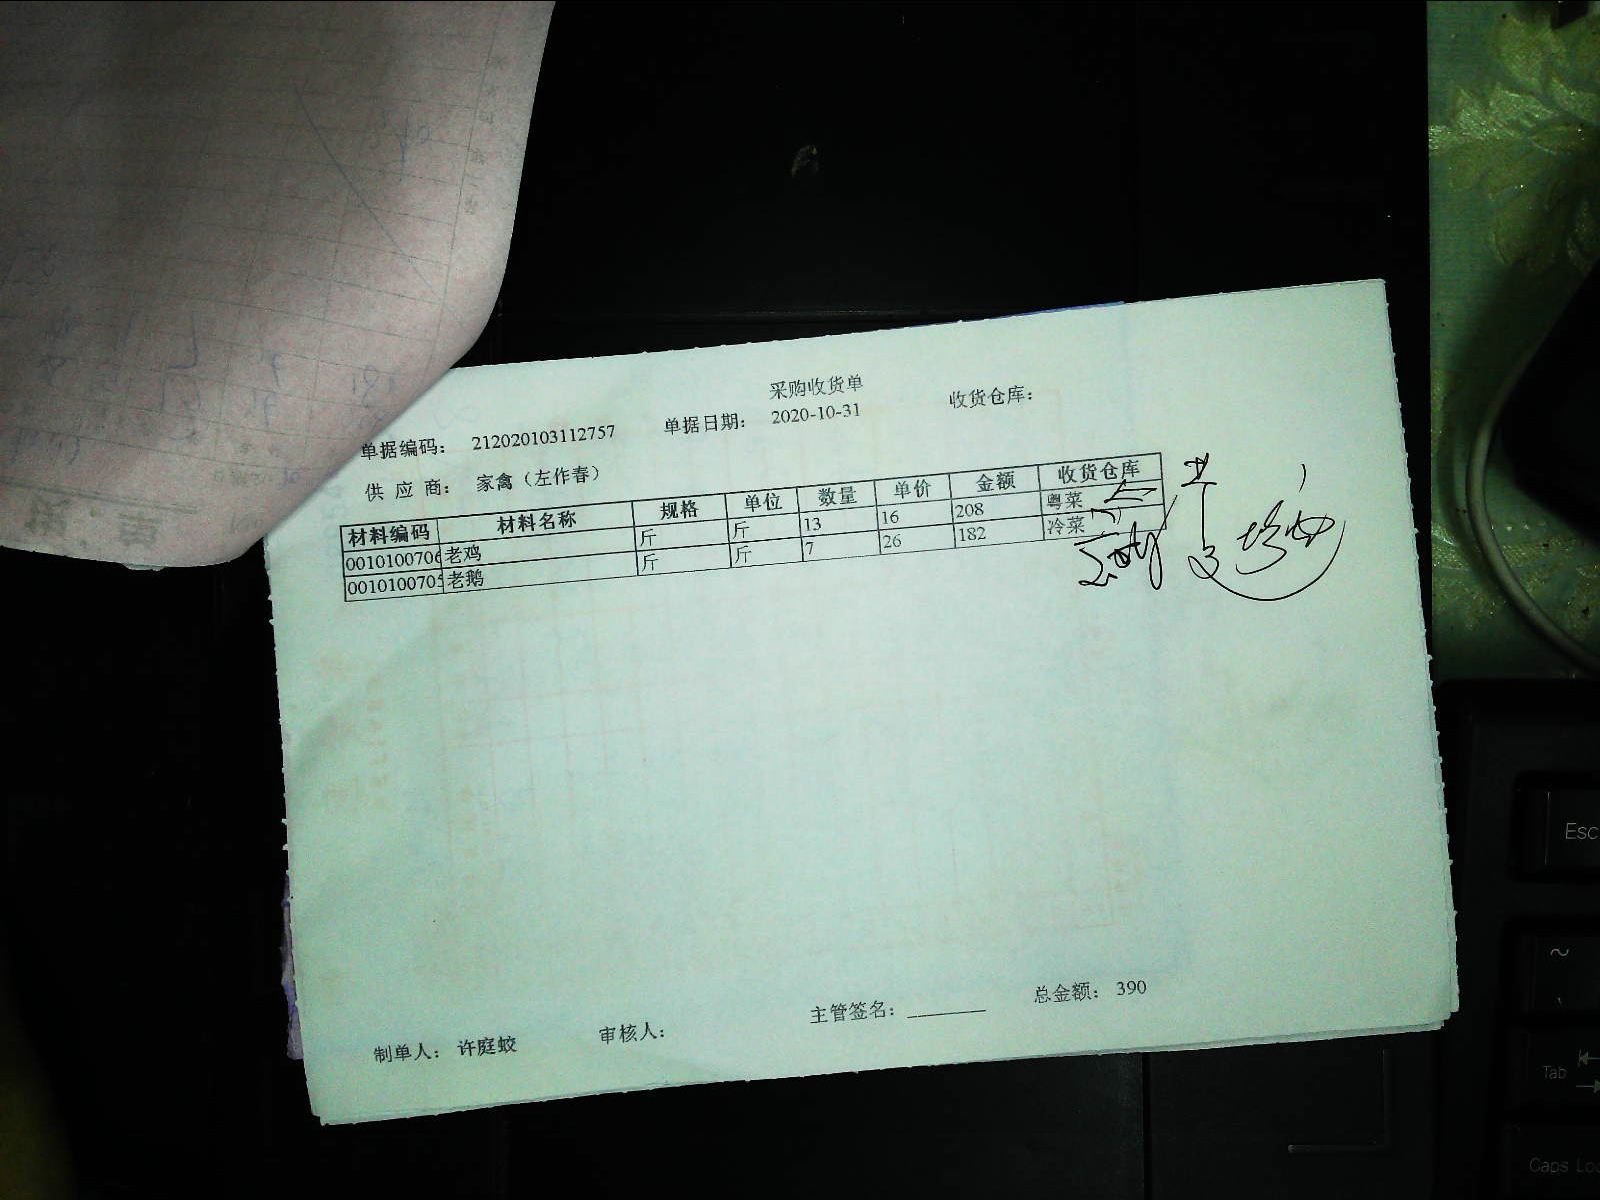 采购收货单
单据编码： 212020103112757 单据日期： 2020-10-31 收货仓库：
供 应 商： 家禽（左作春）
材料编码 材料名称 规格 单位 数量 单价 金额 收货仓库
0010100706 老鸡 斤 斤 13 16 208 粤菜
0010100705 老鹅 斤 斤 7 26 182 冷菜
制单人： 许庭蛟 审核人： 主管签名： 总金额： 390
Esc
~
Tab
Caps Loc